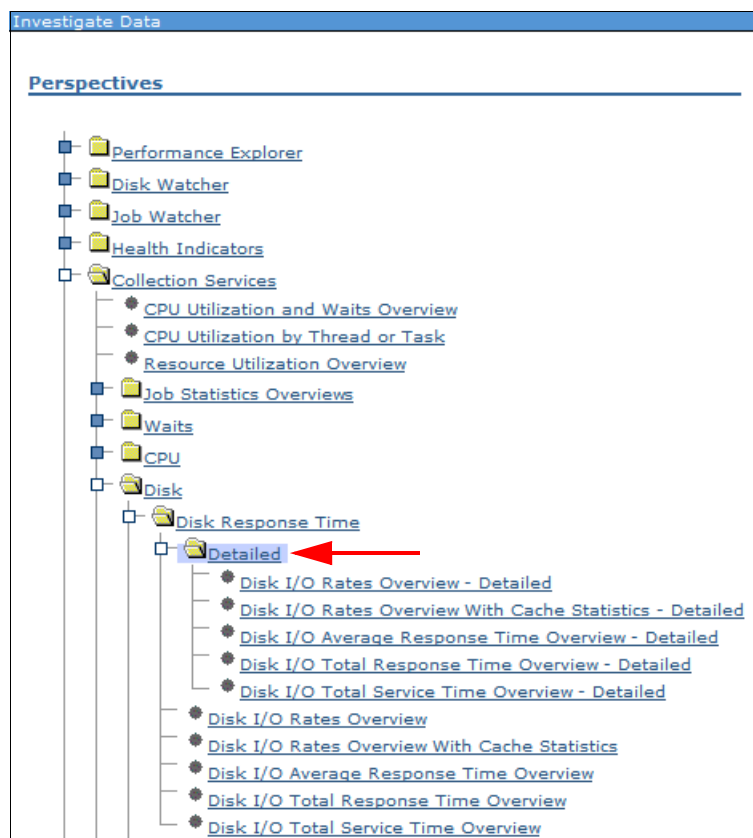 Investigate Data
Perspectives
Performance Explorer
Disk Watcher
Job Watcher
Health Indicators
Collection Services
CPU Utilization and Waits Overview
CPU Utilization by Thread or Task
Resource Utilization Overview
Job Statistics Overviews
Waits
CPU
Disk
Disk Response Time
Detailed
Disk I/O Rates Overview - Detailed
Disk I/O Rates Overview With Cache Statistics - Detailed
Disk I/O Average Response Time Overview - Detailed
Disk I/O Total Response Time Overview - Detailed
Disk I/O Total Service Time Overview - Detailed
Disk I/O Rates Overview
Disk I/O Rates Overview With Cache Statistics
Disk I/O Average Response Time Overview
Disk I/O Total Response Time Overview
Disk I/O Total Service Time Overview